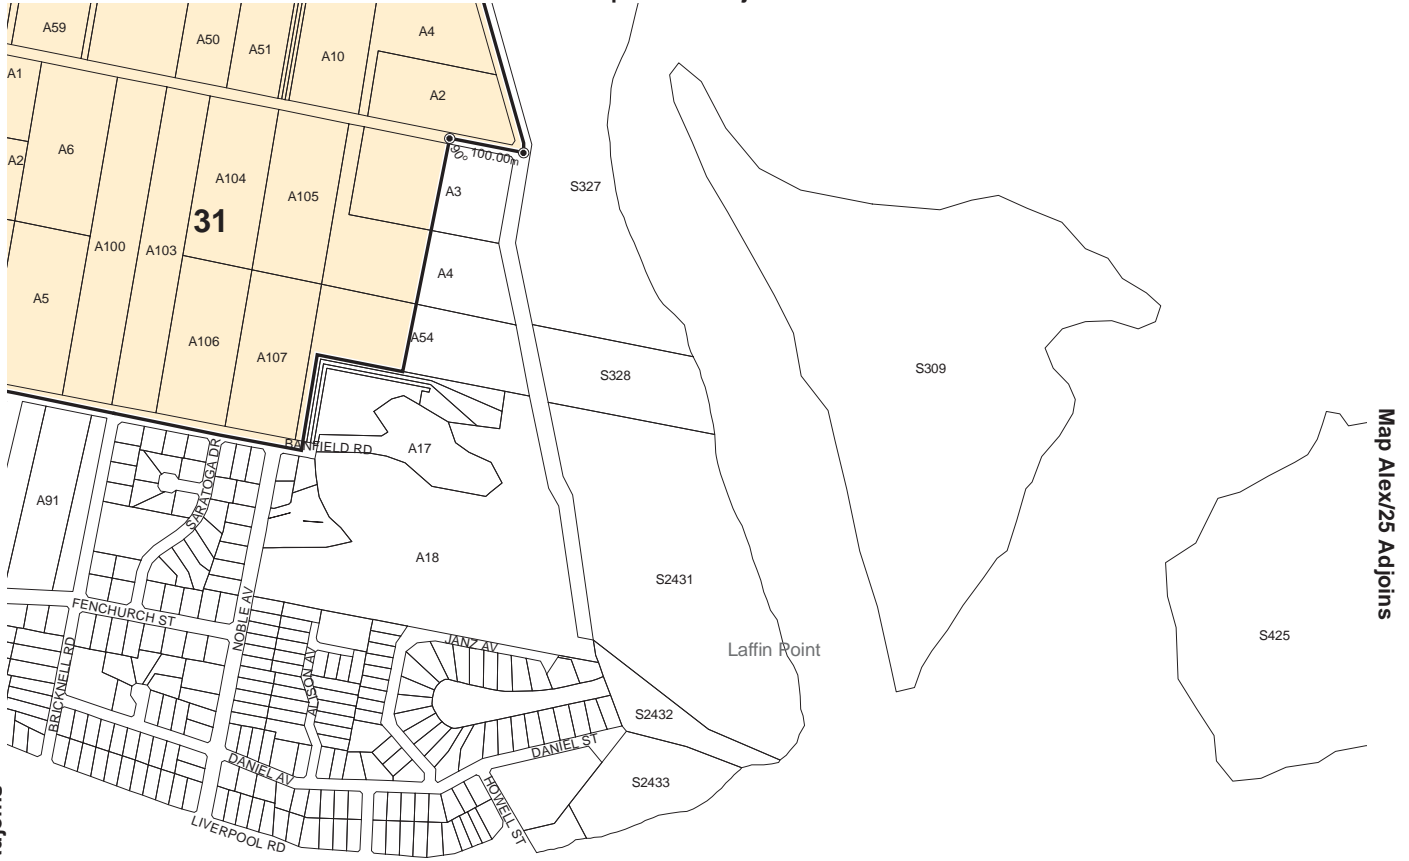 A59
A50
A51
A10
A4
A2
A1
A2
A6
A104
A105
90°
100.00m
A3
S327
31
A100
A103
A4
A5
A106
A107
A54
S328
S309
BANFIELD RD
A17
SARATOGA DR
A91
A18
S2431
Map Alex/25 Adjoins
FENCHURCH ST
NOBLE AV
JANZ AV
Laffin Point
S425
BRICKNELL RD
ALISON AV
S2432
DANIEL AV
DANIEL ST
S2433
HOWELL ST
LIVERPOOL RD